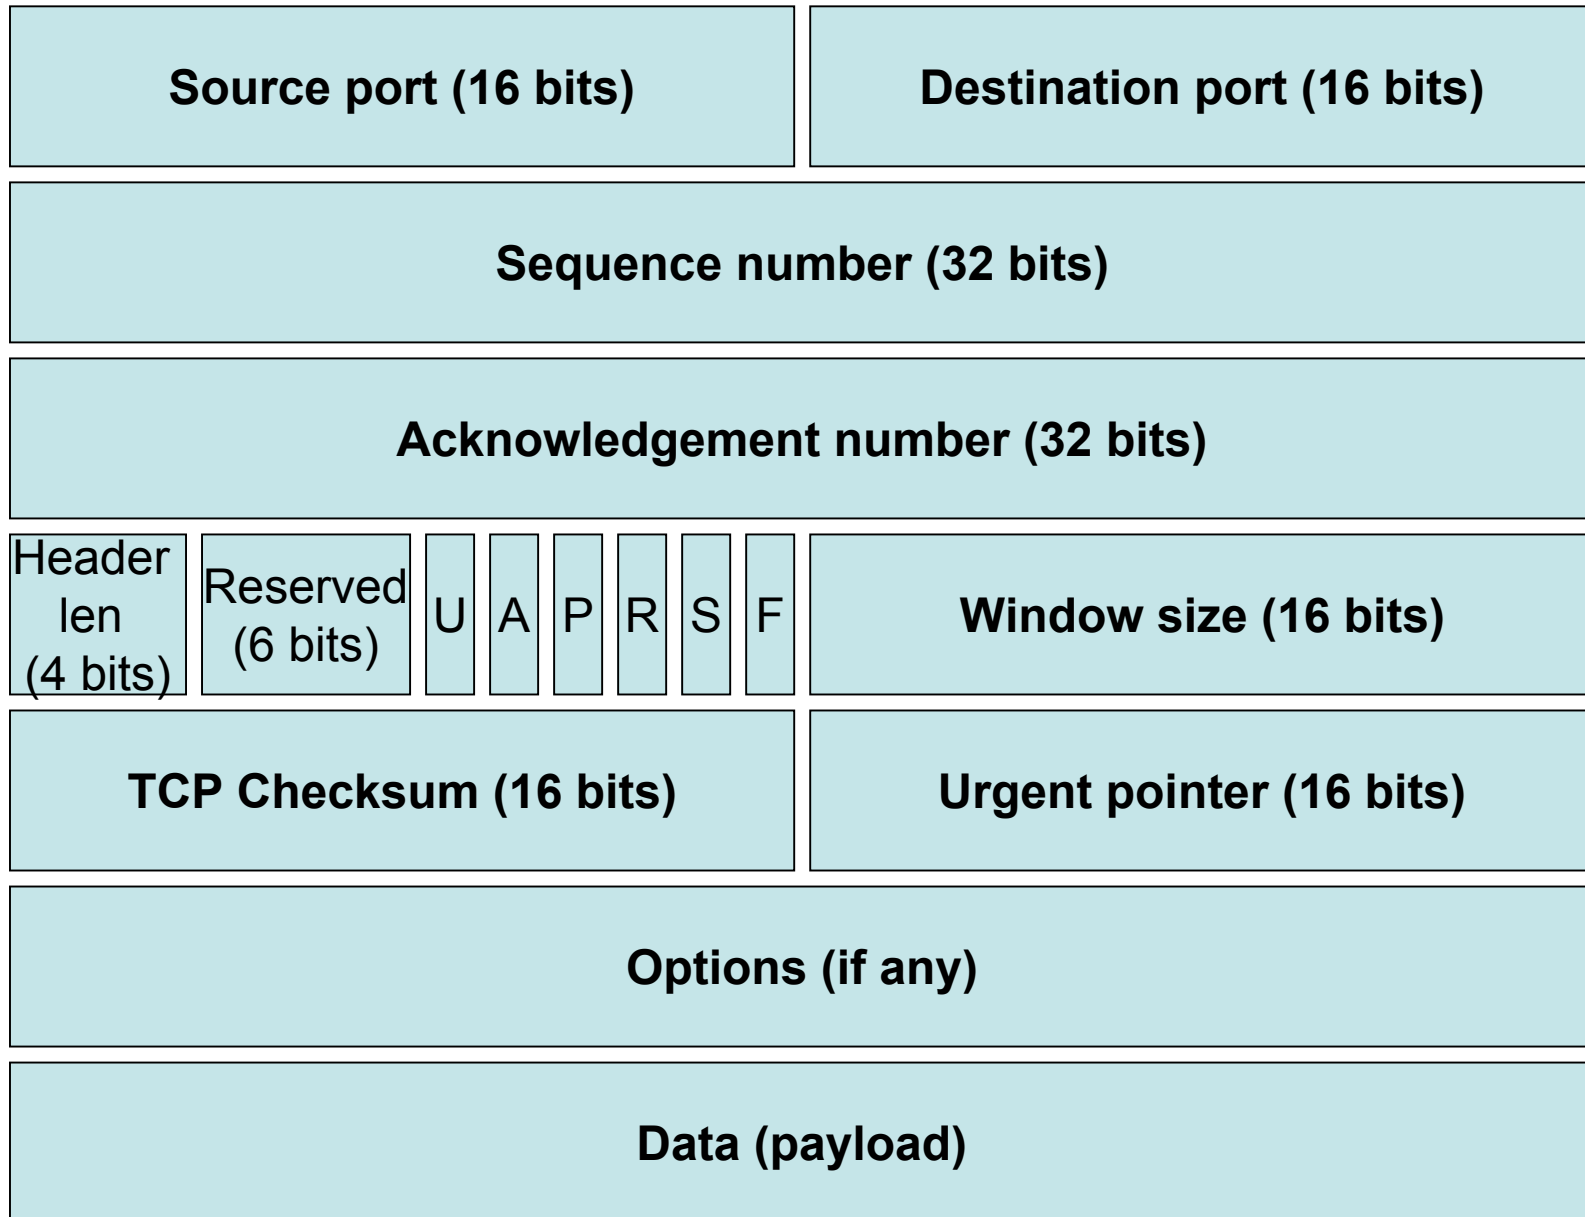 Source port (16 bits)
Destination port (16 bits)
Sequence number (32 bits)
Acknowledgement number (32 bits)
Header
len
(4 bits)
Reserved
(6 bits)
U
A
P
R
S
F
Window size (16 bits)
TCP Checksum (16 bits)
Urgent pointer (16 bits)
Options (if any)
Data (payload)